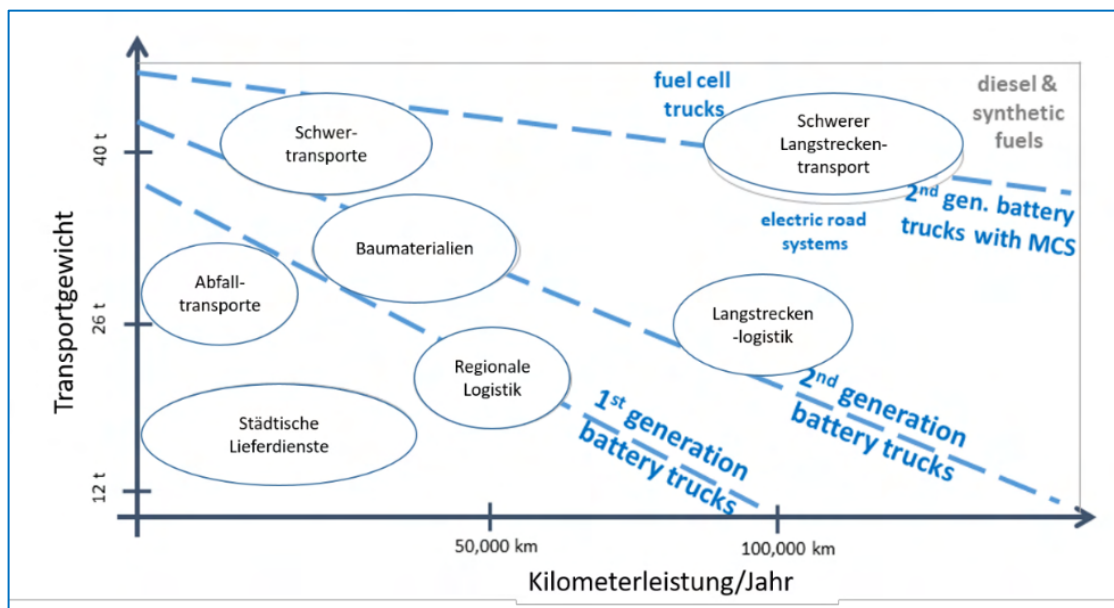 fuel cell
trucks
diesel &
synthetic
fuels
Schwer-
transporte
Schwerer
Langstrecken-
transport
40 t
2nd gen. battery
trucks with MCS
electric road
systems
Baumaterialien
Abfall-
transporte
Transportgewicht
26 t
Langstrecken
-logistik
Regionale
Logistik
1st generation
battery trucks
2nd generation
battery trucks
Städtische
Lieferdienste
12 t
50,000 km
100,000 km
Kilometerleistung/Jahr